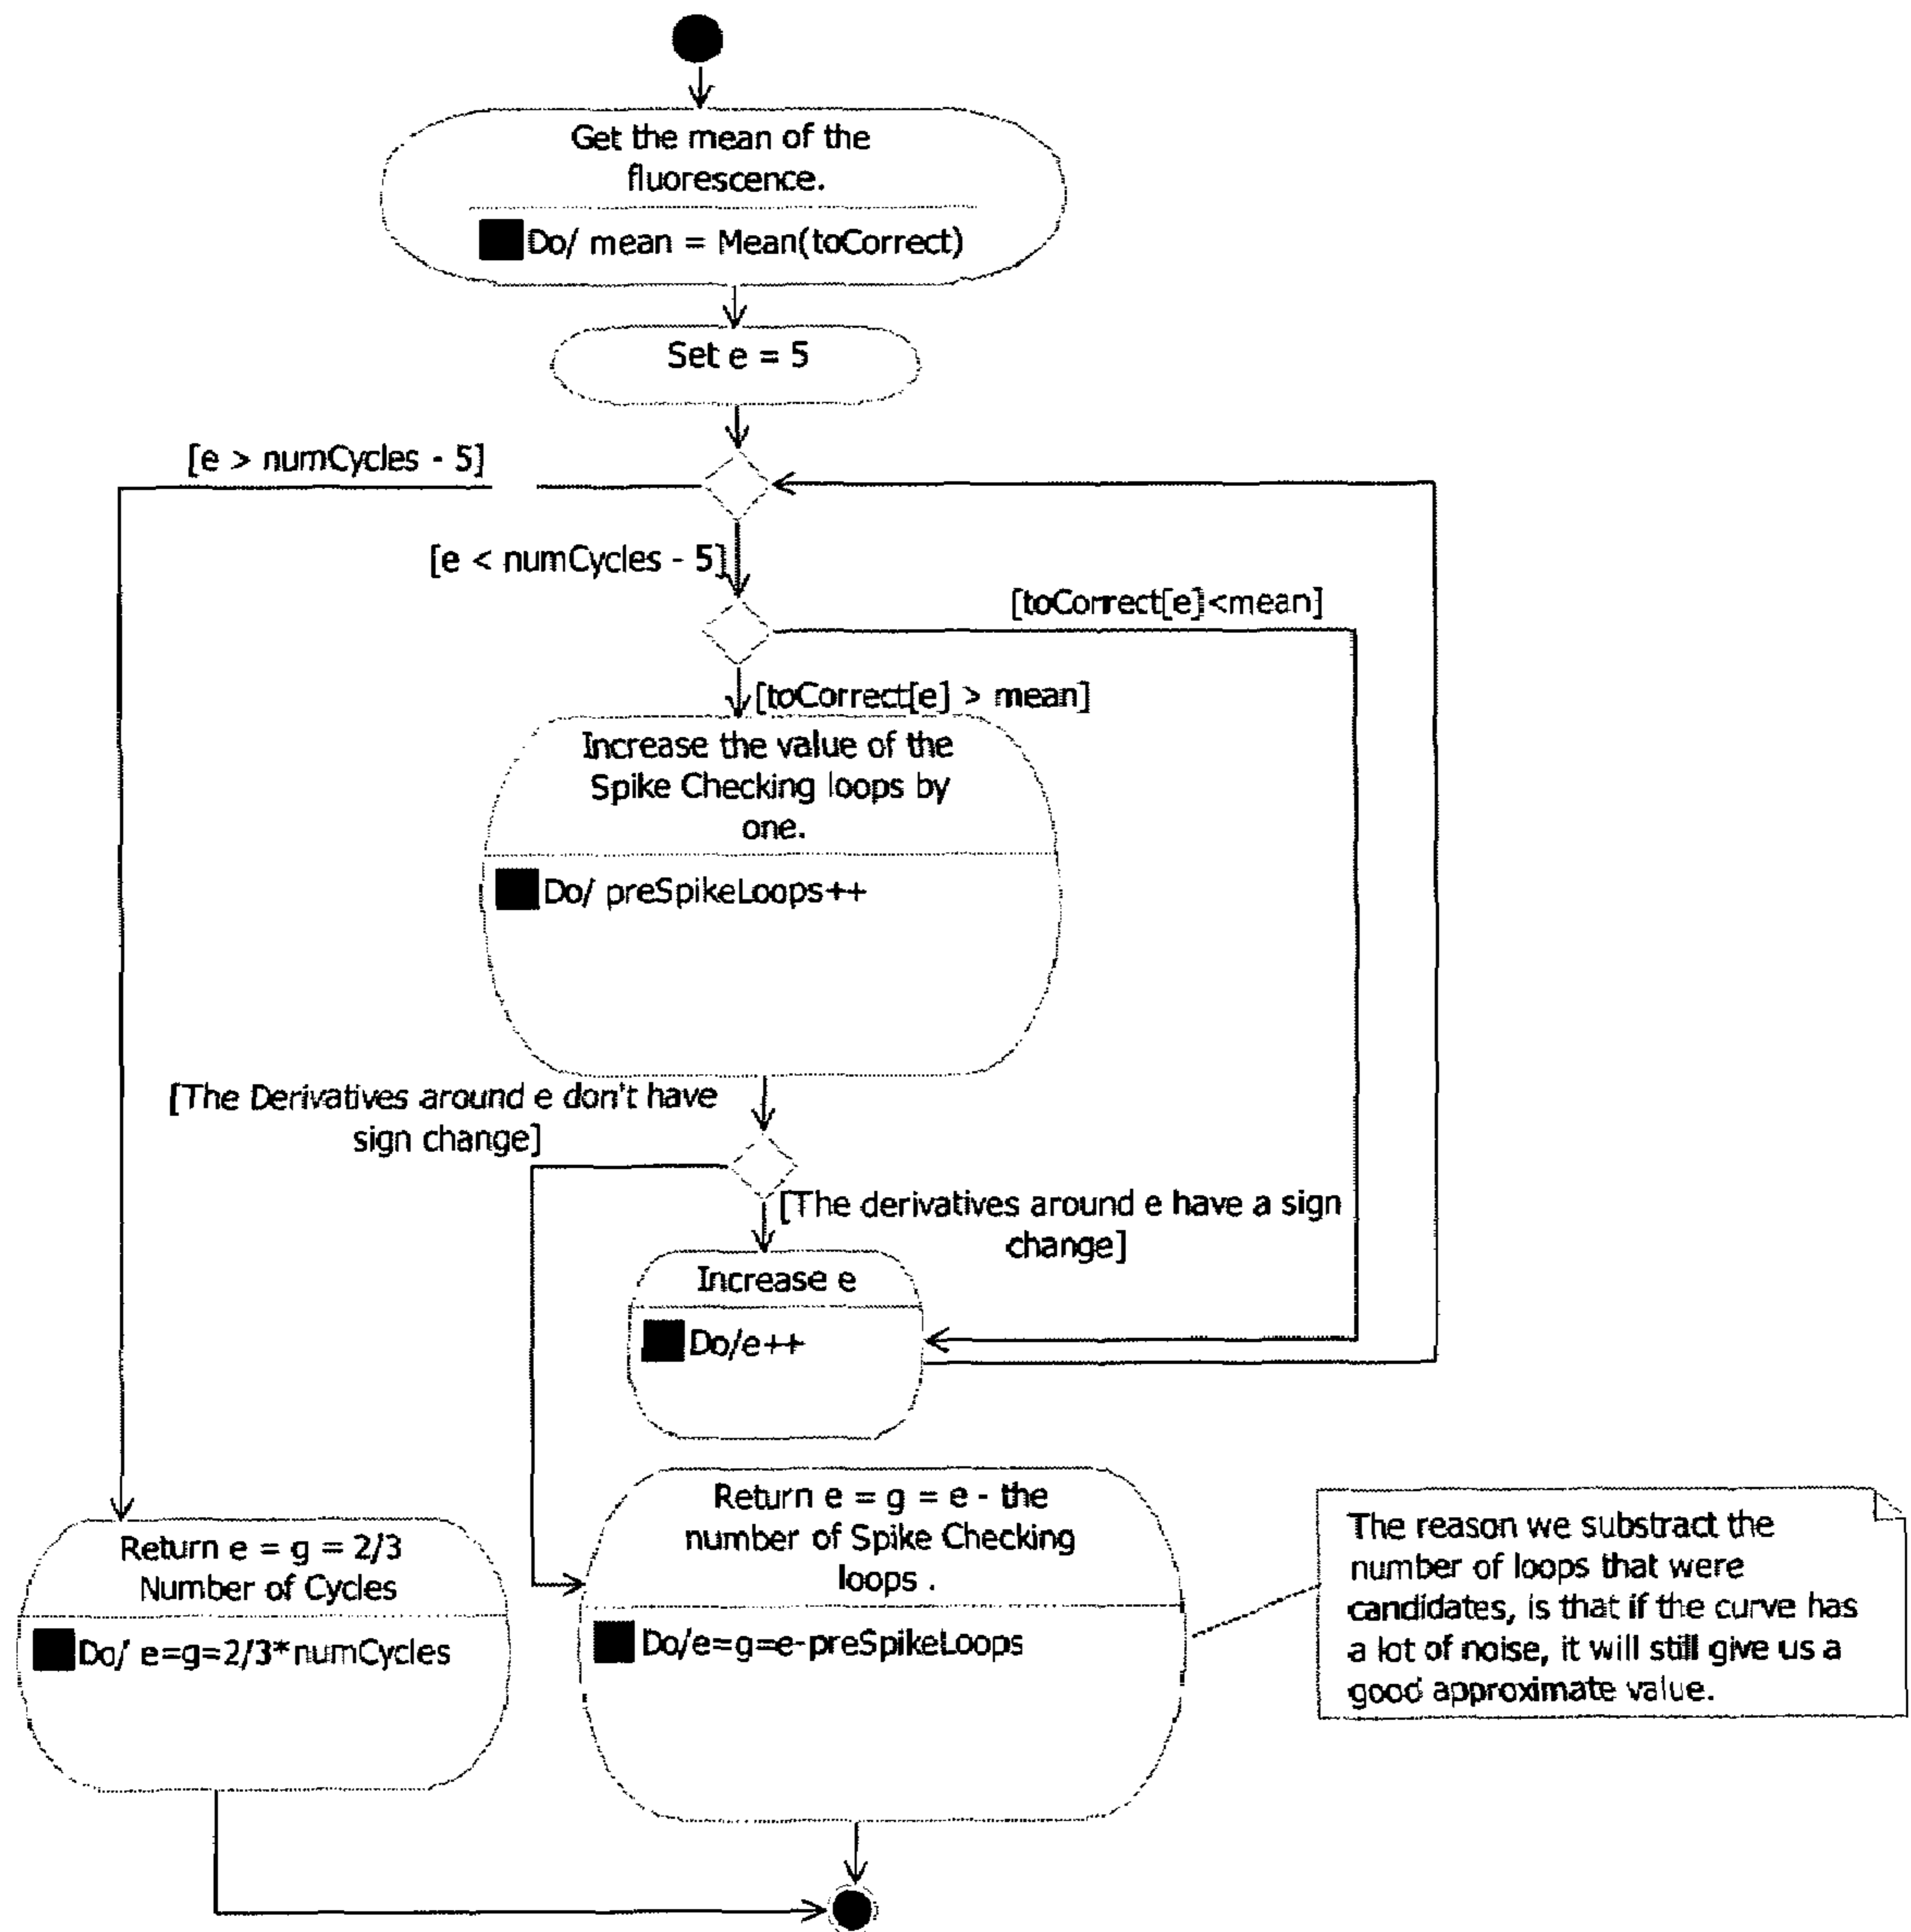 Get the mean of the
fluorescence.
Do/ mean = Mean(toCorrect)
Set e = 5
[e > numCycles - 5]
[e < numCycles - 5]
[toCorrect[e]<mean]
[toCorrect[e] > mean]
Increase the value of the
Spike Checking loops by
one.
Do/ preSpikeLoops++
[The Derivatives around e don't have
sign change]
[The derivatives around e have a sign
change]
Increase e
Do/e++
Return e = g = 2/3
Number of Cycles
Do/ e=g=2/3*numCycles
Return e = g = e - the
number of Spike Checking
loops .
Do/e=g=e-preSpikeLoops
The reason we substract the
number of loops that were
candidates, is that if the curve has
a lot of noise, it will still give us a
good approximate value.